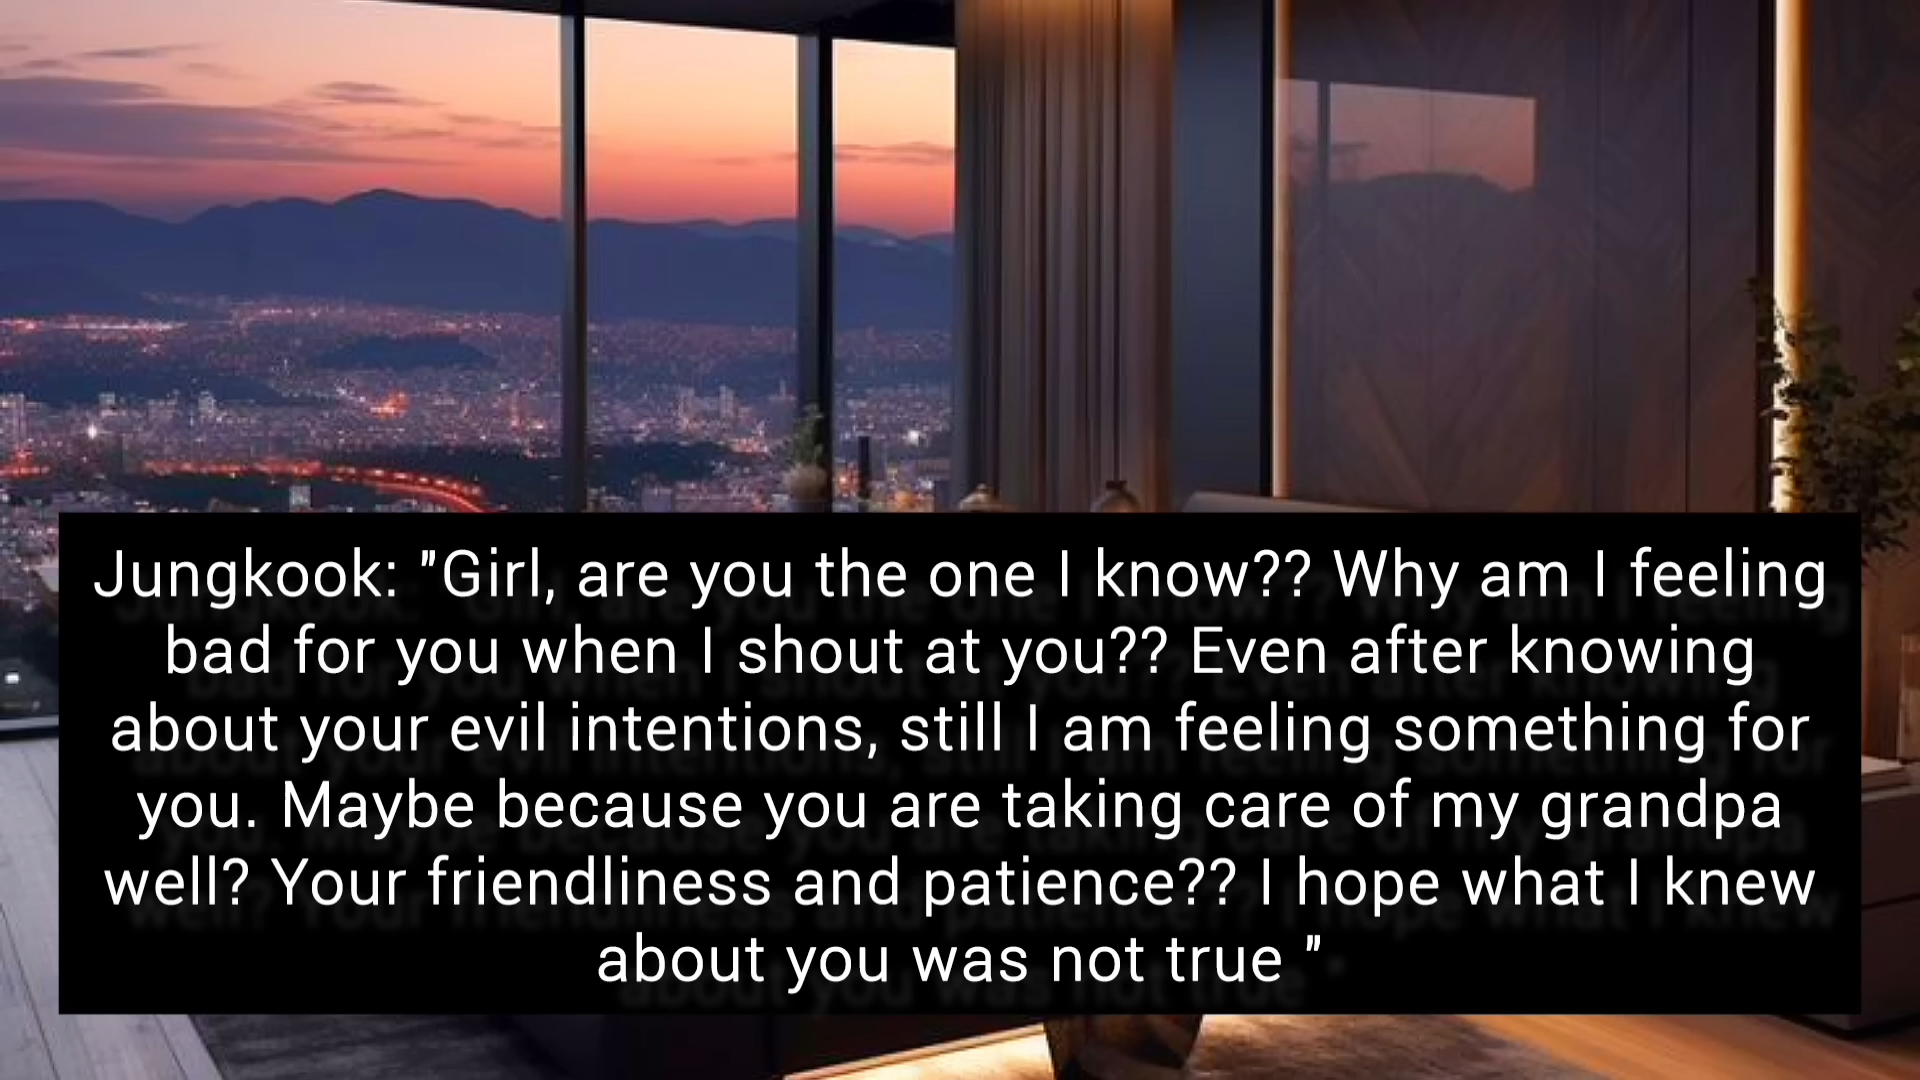 Jungkook: "Girl, are you the one I know?? Why am I feeling
bad for you when I shout at you?? Even after knowing
about your evil intentions, still I am feeling something for
you. Maybe because you are taking care of my grandpa
well? Your friendliness and patience?? I hope what I knew
about you was not true "